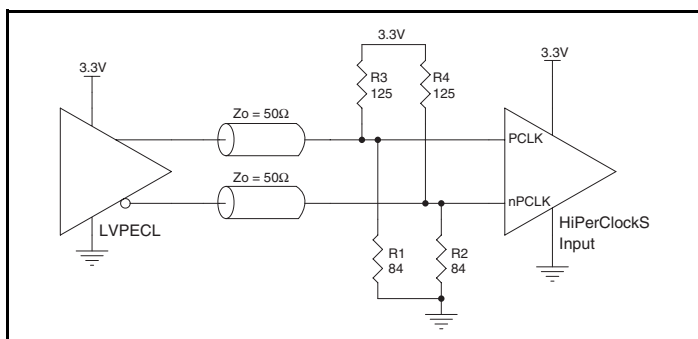 3.3V
3.3V
3.3V
R3
125
R4
125
Zo = 50Ω
PCLK
Zo = 50Ω
nPCLK
LVPECL
HiPerClockS
Input
R1
84
R2
84